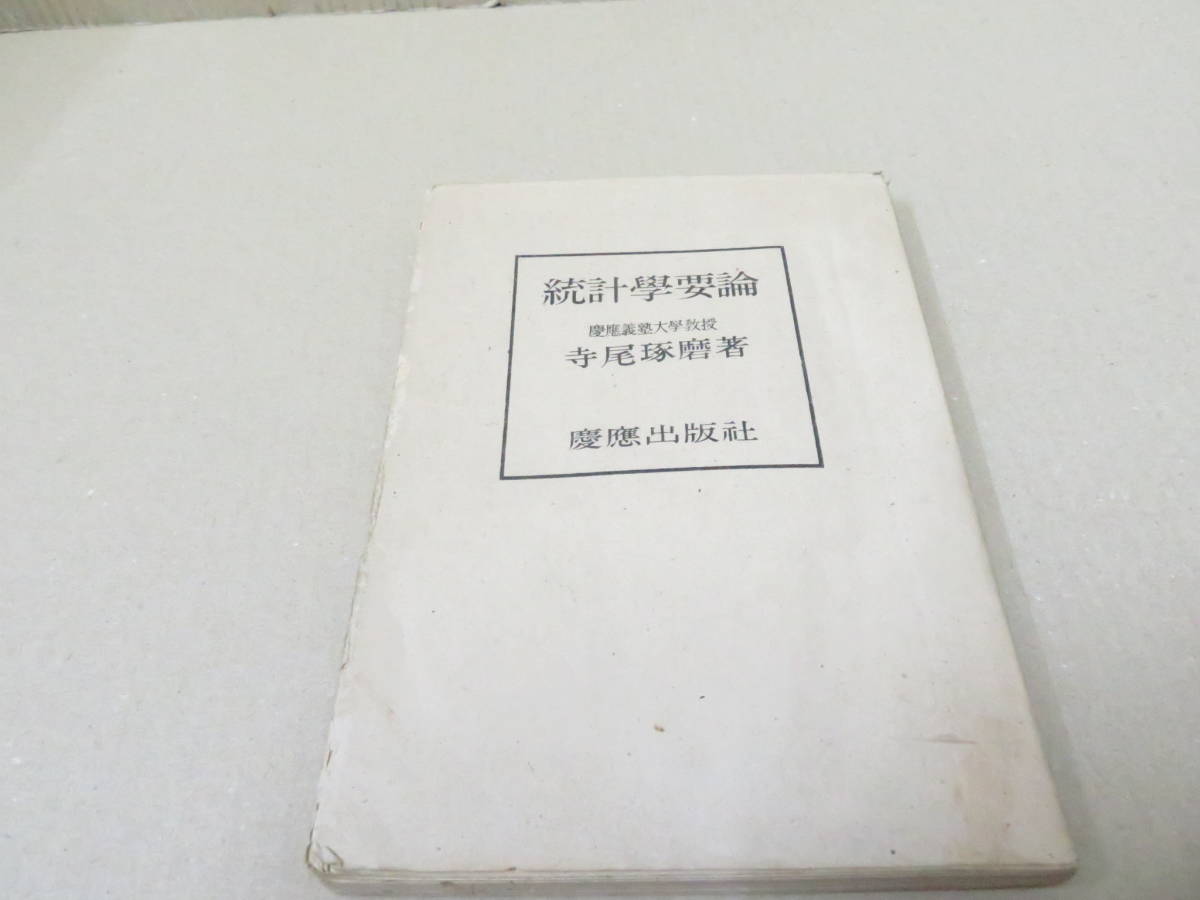 統計學要論
慶應義塾大學敎授
寺尾琢磨著
慶應出版社